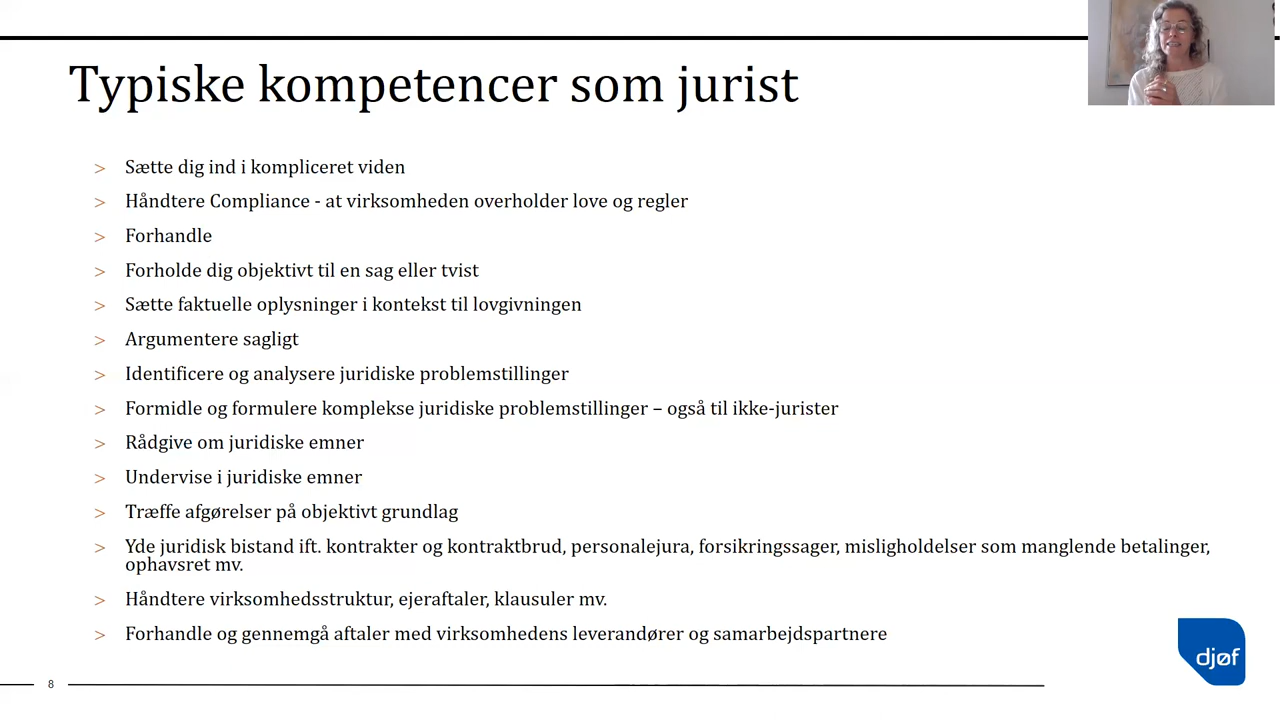 Typiske kompetencer som jurist
> Sætte dig ind i kompliceret viden
> Håndtere Compliance - at virksomheden overholder love og regler
> Forhandle
> Forholde dig objektivt til en sag eller tvist
> Sætte faktuelle oplysninger i kontekst til lovgivningen
> Argumentere sagligt
> Identificere og analysere juridiske problemstillinger
> Formidle og formulere komplekse juridiske problemstillinger – også til ikke-jurister
> Rådgive om juridiske emner
> Undervise i juridiske emner
> Træffe afgørelser på objektivt grundlag
> Yde juridisk bistand ift. kontrakter og kontraktbrud, personalejura, forsikringssager, misligholdelser som manglende betalinger,
ophavsret mv.
> Håndtere virksomhedsstruktur, ejeraftaler, klausuler mv.
> Forhandle og gennemgå aftaler med virksomhedens leverandører og samarbejdspartnere
djøf
8